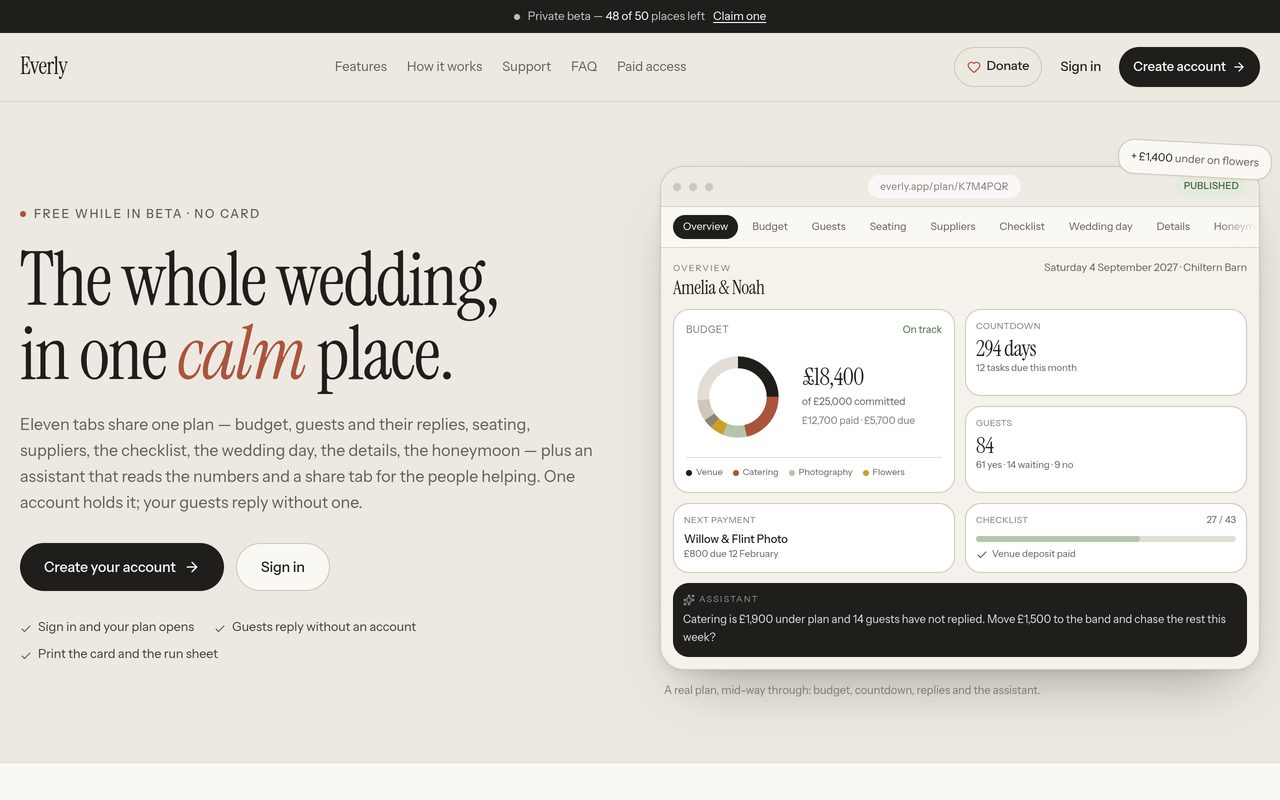 Private beta — 48 of 50 places left Claim one
Everly
Features How it works Support FAQ Paid access
Donate Sign in Create account
FREE WHILE IN BETA · NO CARD
The whole wedding,
in one calm place.
Eleven tabs share one plan — budget, guests and their replies, seating,
suppliers, the checklist, the wedding day, the details, the honeymoon — plus an
assistant that reads the numbers and a share tab for the people helping. One
account holds it; your guests reply without one.
Create your account Sign in
Sign in and your plan opens Guests reply without an account
Print the card and the run sheet
+ £1,400 under on flowers
everly.app/plan/K7M4PQR PUBLISHED
Overview Budget Guests Seating Suppliers Checklist Wedding day Details Honeym
OVERVIEW
Saturday 4 September 2027 · Chiltern Barn
Amelia & Noah
BUDGET On track
£18,400
of £25,000 committed
£12,700 paid · £5,700 due
Venue Catering Photography Flowers
COUNTDOWN
294 days
12 tasks due this month
GUESTS
84
61 yes · 14 waiting · 9 no
NEXT PAYMENT
Willow & Flint Photo
£800 due 12 February
CHECKLIST 27 / 43
Venue deposit paid
ASSISTANT
Catering is £1,900 under plan and 14 guests have not replied. Move £1,500 to the band and chase the rest this
week?
A real plan, mid-way through: budget, countdown, replies and the assistant.